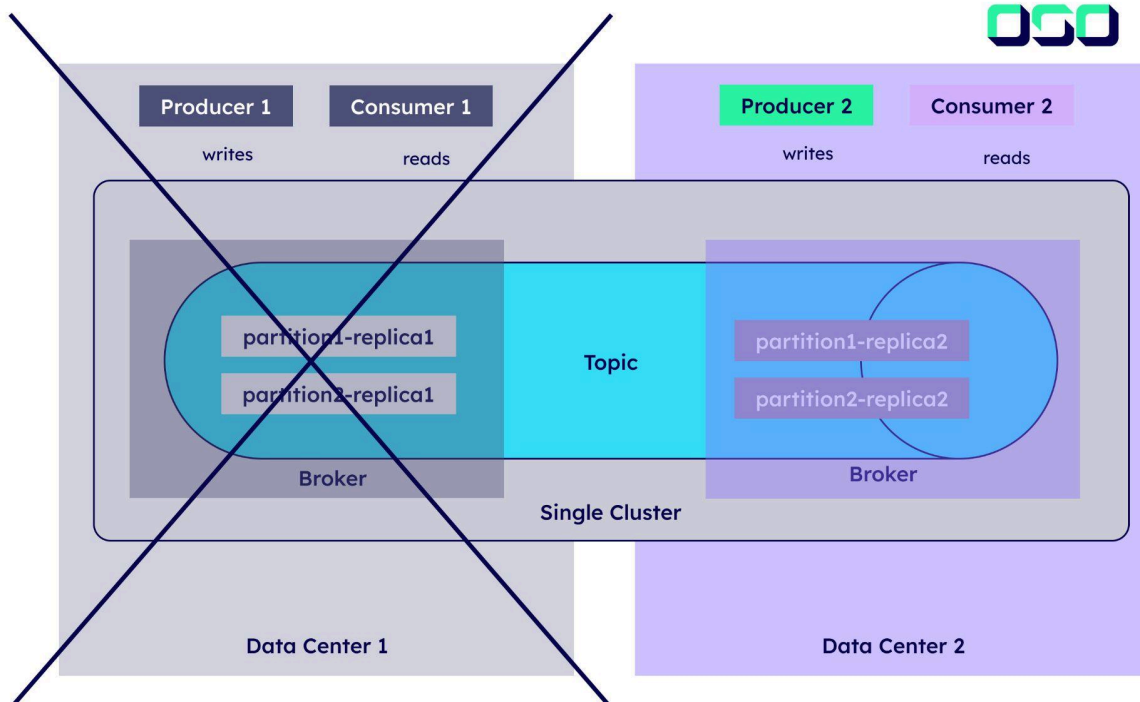 OSO
Producer 1
Consumer 1
Producer 2
Consumer 2
writes
reads
writes
reads
partition1-replica1
partition2-replica1
Topic
partition1-replica2
partition2-replica2
Broker
Broker
Single Cluster
Data Center 1
Data Center 2